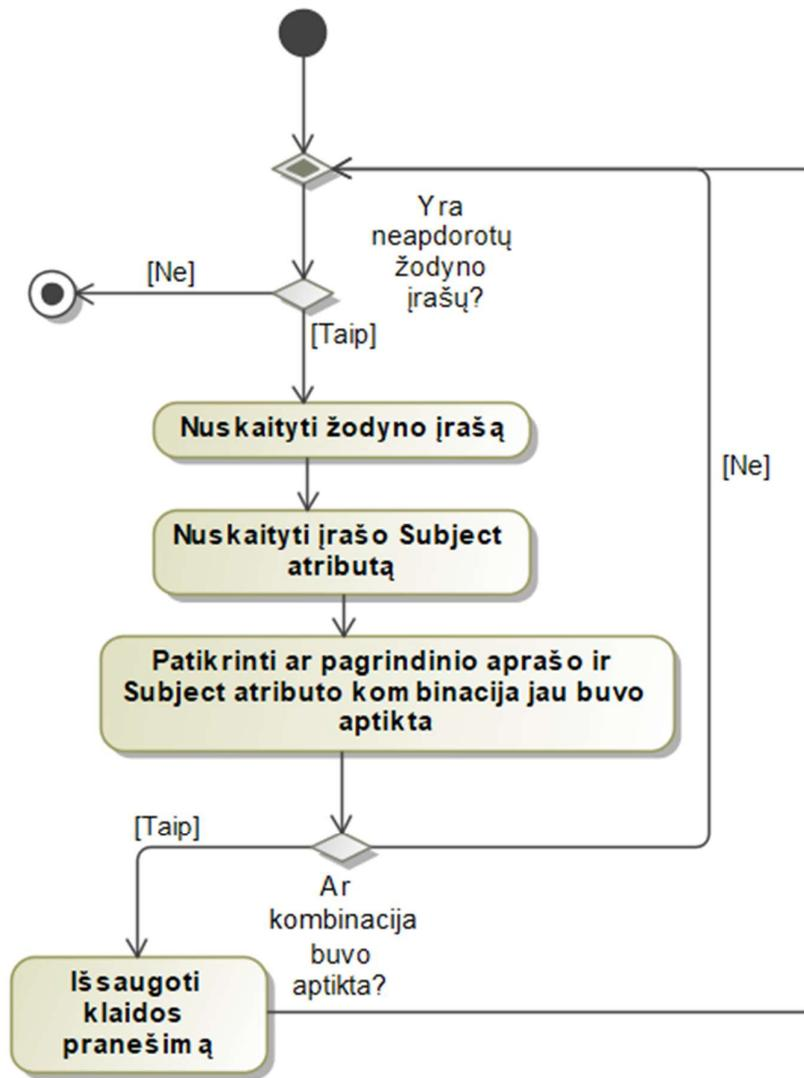 Yra
neapdorotų
žodyno
įrašų?
[Ne]
[Taip]
Nuskaityti žodyno įrašą
[Ne]
Nuskaityti įrašo Subject
atributą
Patikrinti ar pagrindinio aprašo ir
Subject atributo kombinacija jau buvo
aptikta
[Taip]
Ar
kombinacija
buvo
aptikta?
Išsaugoti
klaidos
pranešimą